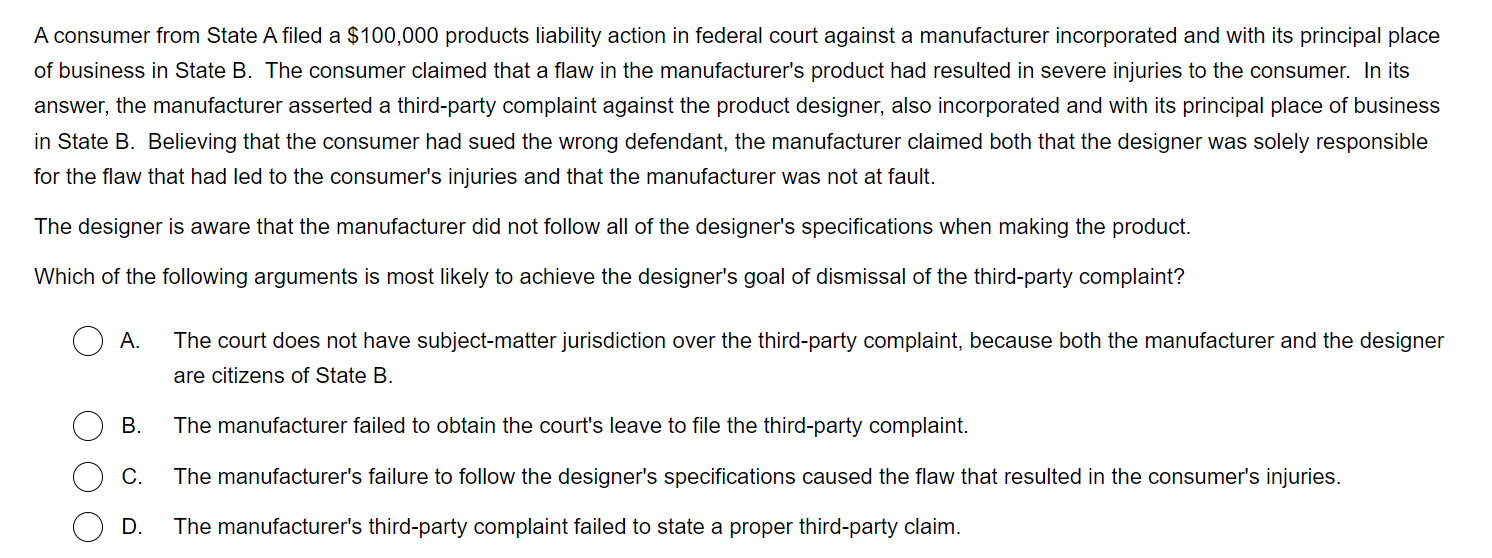 A consumer from State A filed a $100,000 products liability action in federal court against a manufacturer incorporated and with its principal place
of business in State B.  The consumer claimed that a flaw in the manufacturer's product had resulted in severe injuries to the consumer.  In its
answer, the manufacturer asserted a third-party complaint against the product designer, also incorporated and with its principal place of business
in State B.  Believing that the consumer had sued the wrong defendant, the manufacturer claimed both that the designer was solely responsible
for the flaw that had led to the consumer's injuries and that the manufacturer was not at fault.
The designer is aware that the manufacturer did not follow all of the designer's specifications when making the product.
Which of the following arguments is most likely to achieve the designer's goal of dismissal of the third-party complaint?
A. The court does not have subject-matter jurisdiction over the third-party complaint, because both the manufacturer and the designer
are citizens of State B.
B. The manufacturer failed to obtain the court's leave to file the third-party complaint.
C. The manufacturer's failure to follow the designer's specifications caused the flaw that resulted in the consumer's injuries.
D. The manufacturer's third-party complaint failed to state a proper third-party claim.